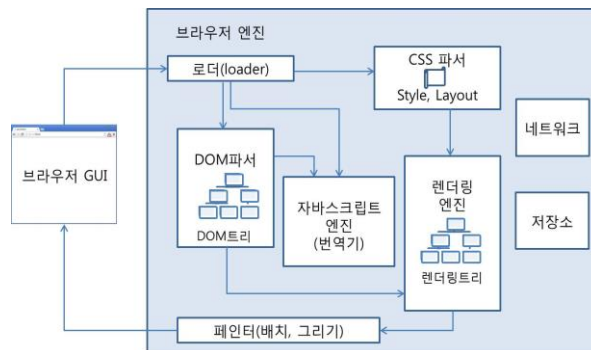 브라우저 엔진
로더(loader)
CSS 파서
Style, Layout
네트워크
브라우저 GUI
DOM파서
DOM트리
자바스크립트
엔진
(번역기)
렌더링
엔진
렌더링트리
저장소
페인터(배치, 그리기)